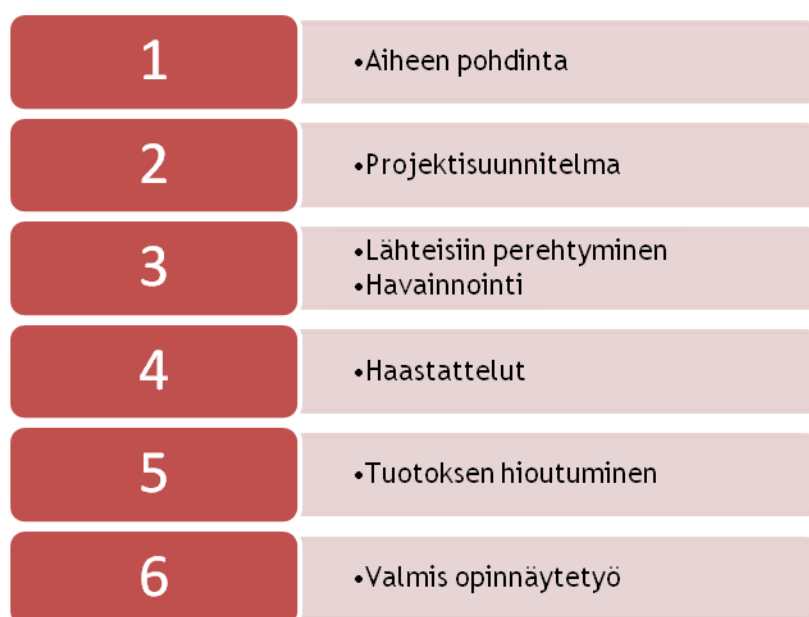 1
•Aiheen pohdinta
2
•Projektisuunnitelma
3
•Lähteisiin perehtyminen
•Havainnointi
4
•Haastattelut
5
•Tuotoksen hioutuminen
6
•Valmis opinnäytetyö